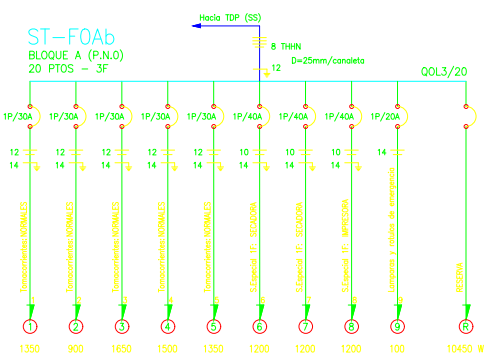 Hacia TDP (SS)
ST-F0Ab
BLOQUE A (P.N.0)
20 PTOS - 3F
8 THHN
D=25mm/canaleta
12
QOL3/20
1P/30A 1P/30A 1P/30A 1P/30A 1P/30A 1P/40A 1P/40A 1P/40A 1P/20A
12 12 12 12 12 10 10 10 14
14 14 14 14 14 14 14 14
Tomacorrientes NORMALES
Tomacorrientes NORMALES
Tomacorrientes NORMALES
Tomacorrientes NORMALES
Tomacorrientes NORMALES
S.Especial 1F: SECADORA
S.Especial 1F: SECADORA
S.Especial 1F: IMPRESORA
Lamparas y rotulos de emergencia
RESERVA
1 2 3 4 5 6 7 8 9 R
1350 900 1650 1500 1350 1200 1200 1200 100 10450 W